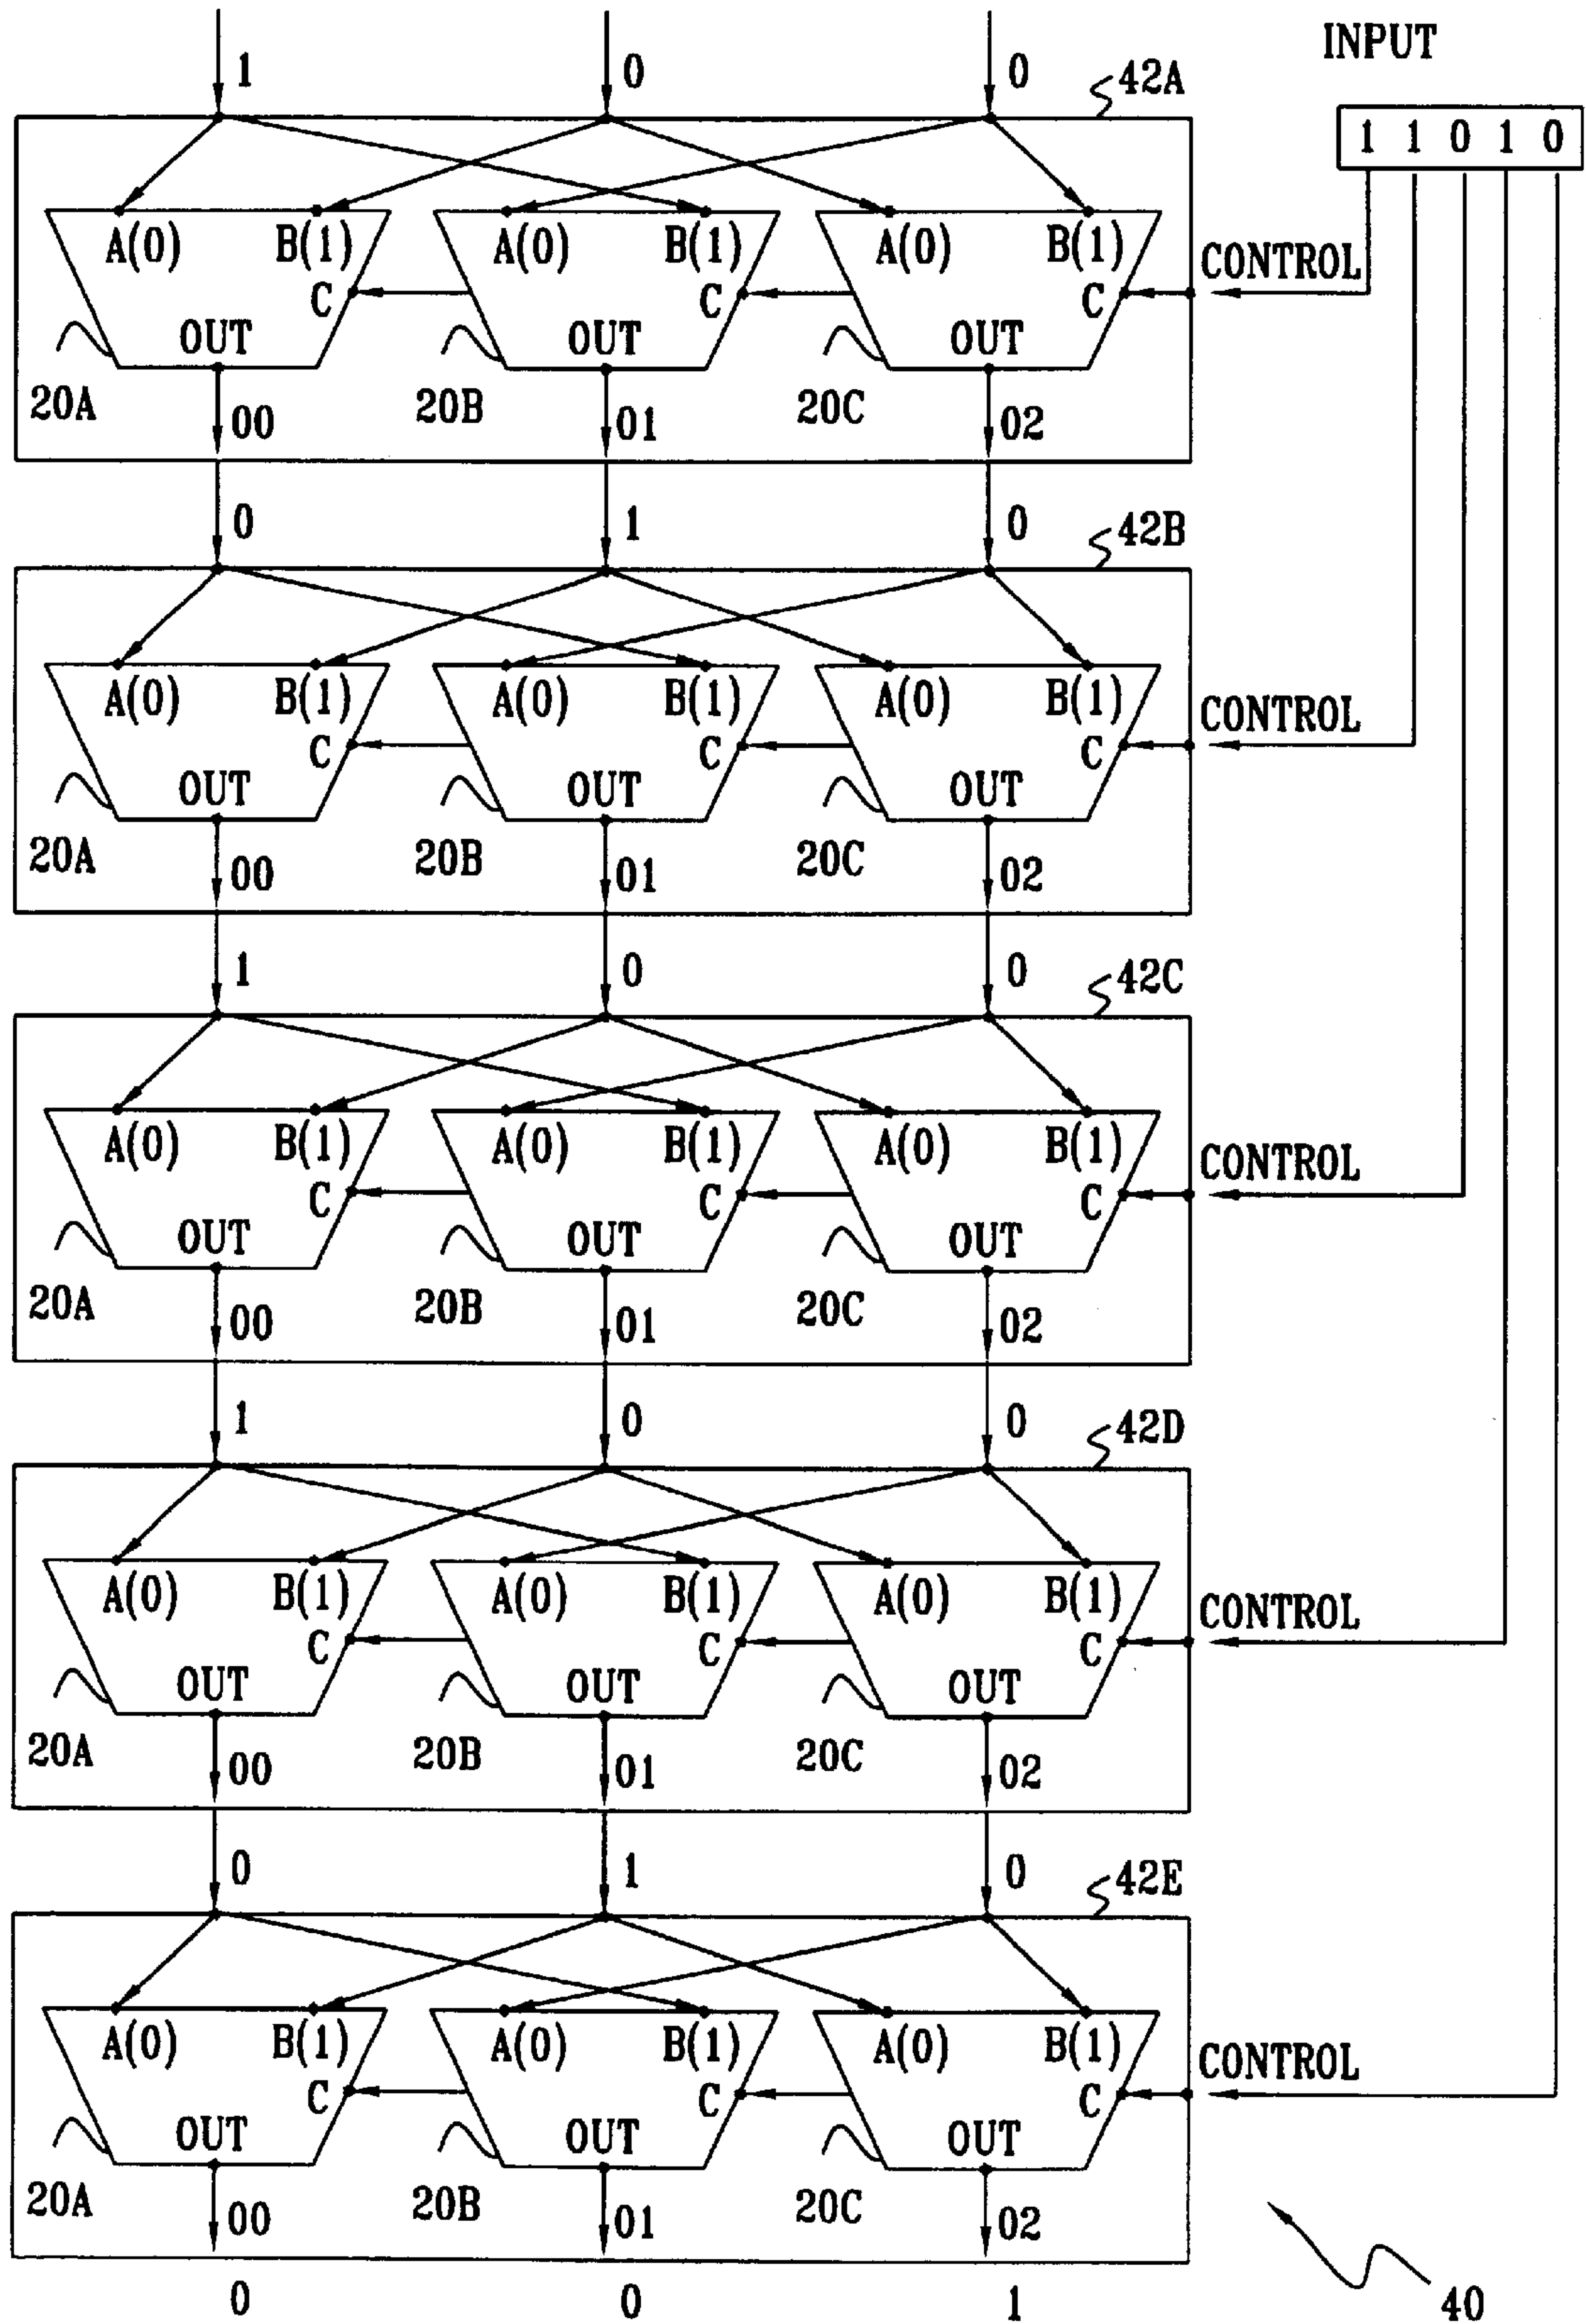 INPUT
1 0 0 42A
1 1 0 1 0
A(0) B(1) A(0) B(1) A(0) B(1) CONTROL
C C C
OUT OUT OUT
20A 00 20B 01 20C 02
0 1 0 42B
A(0) B(1) A(0) B(1) A(0) B(1) CONTROL
C C C
OUT OUT OUT
20A 00 20B 01 20C 02
1 0 0 42C
A(0) B(1) A(0) B(1) A(0) B(1) CONTROL
C C C
OUT OUT OUT
20A 00 20B 01 20C 02
1 0 0 42D
A(0) B(1) A(0) B(1) A(0) B(1) CONTROL
C C C
OUT OUT OUT
20A 00 20B 01 20C 02
0 1 0 42E
A(0) B(1) A(0) B(1) A(0) B(1) CONTROL
C C C
OUT OUT OUT
20A 00 20B 01 20C 02
0 0 1 40